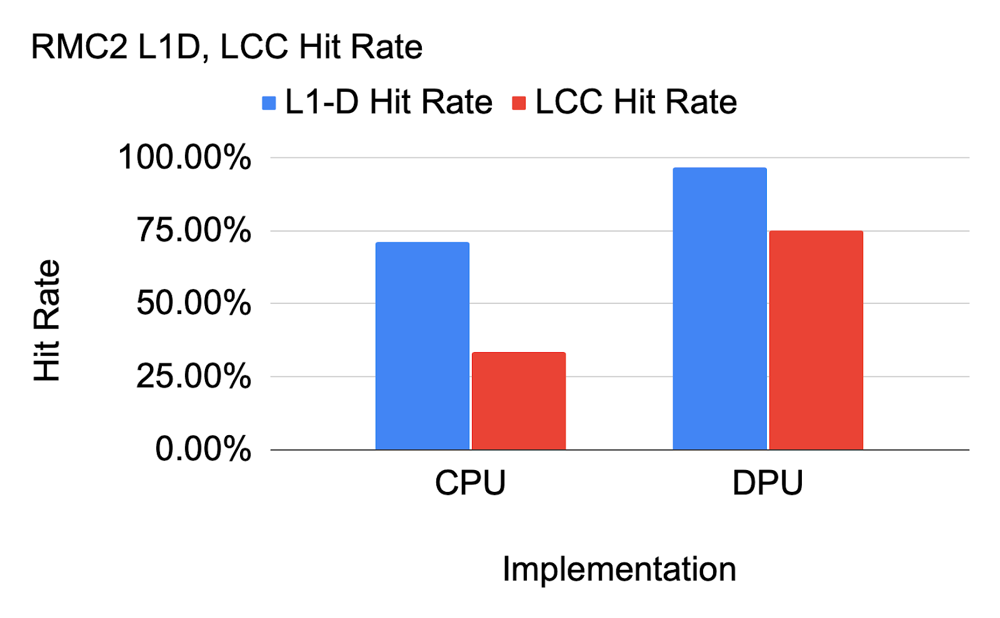 RMC2 L1D, LCC Hit Rate
L1-D Hit Rate LCC Hit Rate
100.00%
75.00%
50.00%
25.00%
0.00%
Hit Rate
CPU DPU
Implementation